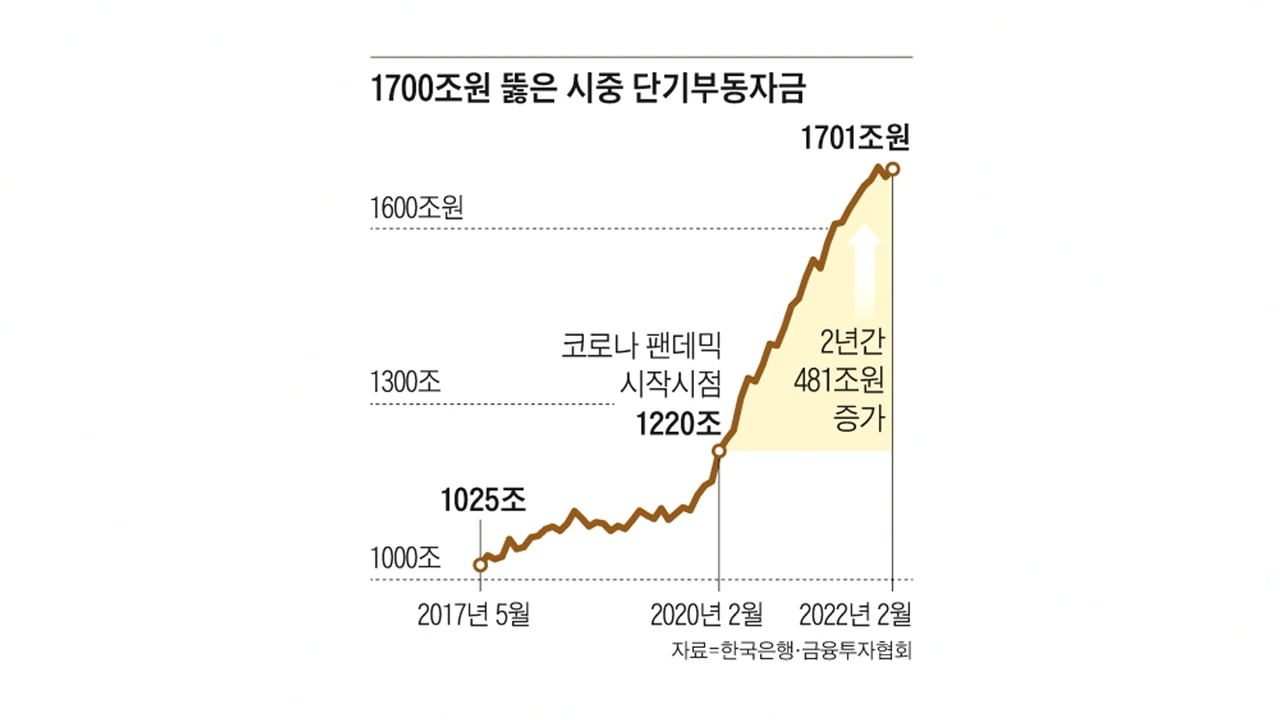 1700조원 뚫은 시중 단기부동자금
1701조원
1600조원
코로나 팬데믹
시작시점
1220조
2년간
481조원
증가
1300조
1025조
1000조
2017년 5월
2020년 2월
2022년 2월
자료=한국은행·금융투자협회